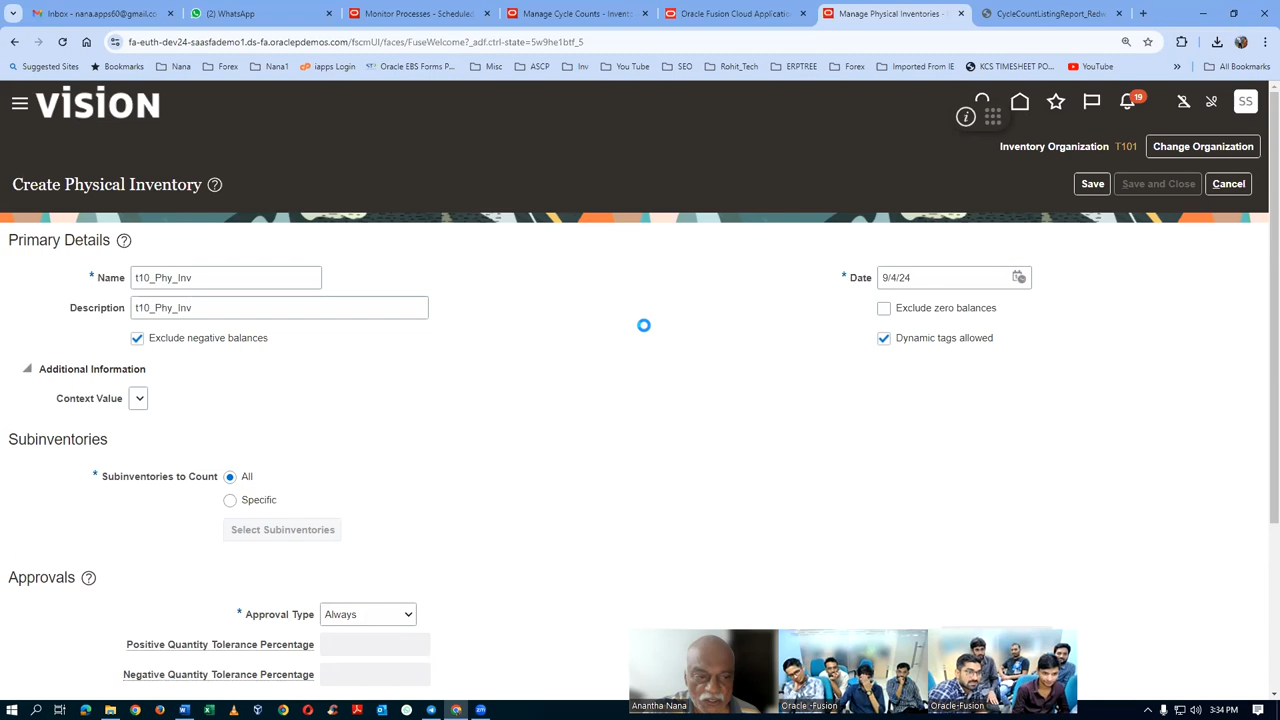 Inbox - nana.apps60@gmail.co
(2) WhatsApp
Monitor Processes - Schedule
Manage Cycle Counts - Invent
Oracle Fusion Cloud Application
Manage Physical Inventories -
CycleCountListingReport_Redw
fa-euth-dev24-saasfademo1.ds-fa.oraclepdemos.com/fscmUI/faces/FuseWelcome?_adf.ctrl-state=5w9he1btf_5
Suggested Sites
Bookmarks
Nana
Forex
Nana1
iapps Login
Oracle EBS Forms P...
Misc
ASCP
Inv
You Tube
SEO
Rohit_Tech
ERPTREE
Forex
Imported From IE
KCS TIMESHEET PO...
YouTube
All Bookmarks
VISION
19
SS
Inventory Organization T101 Change Organization
Create Physical Inventory
Save Save and Close Cancel
Primary Details
* Name t10_Phy_Inv
* Date 9/4/24
Description t10_Phy_Inv
Exclude zero balances
Exclude negative balances
Dynamic tags allowed
Additional Information
Context Value
Subinventories
* Subinventories to Count All
Specific
Select Subinventories
Approvals
* Approval Type Always
Positive Quantity Tolerance Percentage
Negative Quantity Tolerance Percentage
Anantha Nana
Oracle-Fusion
Oracle-Fusion
3:34 PM